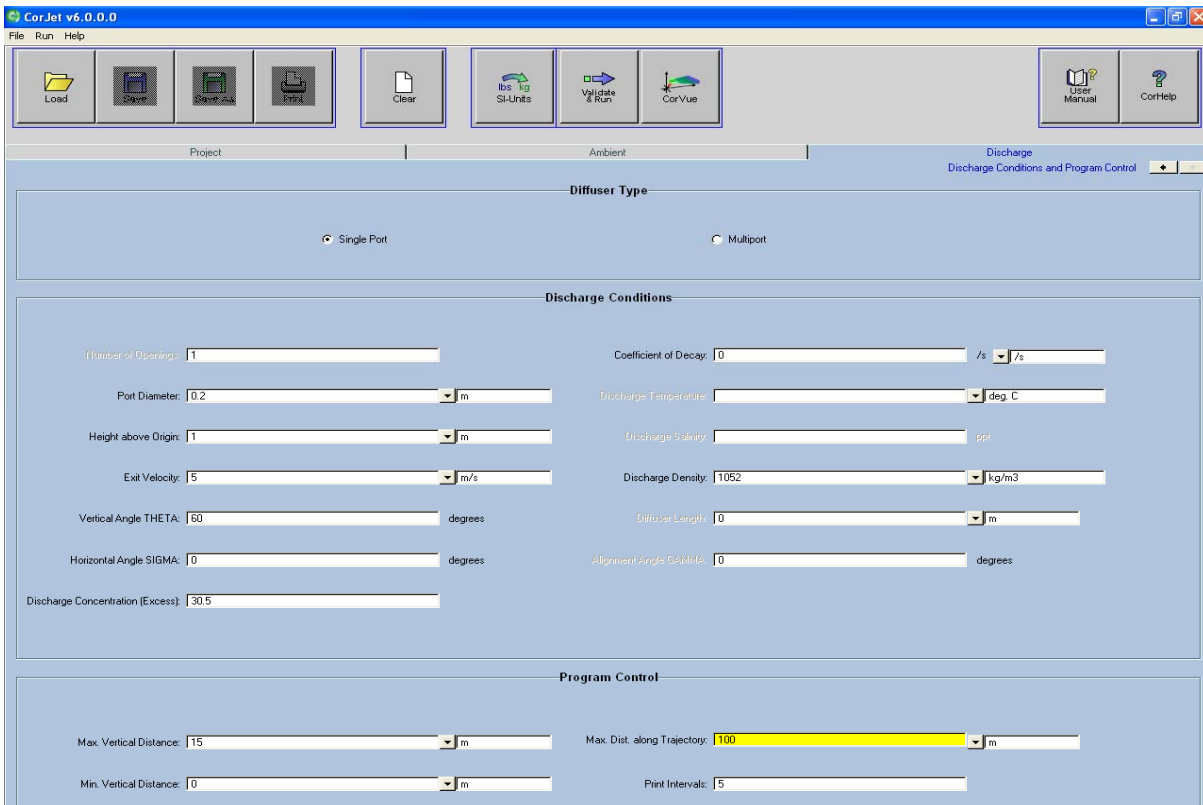 CorJet v6.0.0.0
File Run Help
Load Save Save As Print Clear lbs kg SI-Units Validate & Run CorVue User Manual CorHelp
Project Ambient Discharge
Discharge Conditions and Program Control
Diffuser Type
Single Port Multiport
Discharge Conditions
Number of Openings: 1 Coefficient of Decay: 0 /s /s
Port Diameter: 0.2 m Discharge Temperature: deg. C
Height above Origin: 1 m Discharge Salinity: ppt
Exit Velocity: 5 m/s Discharge Density: 1052 kg/m3
Vertical Angle THETA: 60 degrees Diffuser Length: 0 m
Horizontal Angle SIGMA: 0 degrees Alignment Angle GAMMA: 0 degrees
Discharge Concentration (Excess): 30.5
Program Control
Max. Vertical Distance: 15 m Max. Dist. along Trajectory: 100 m
Min. Vertical Distance: 0 m Print Intervals: 5